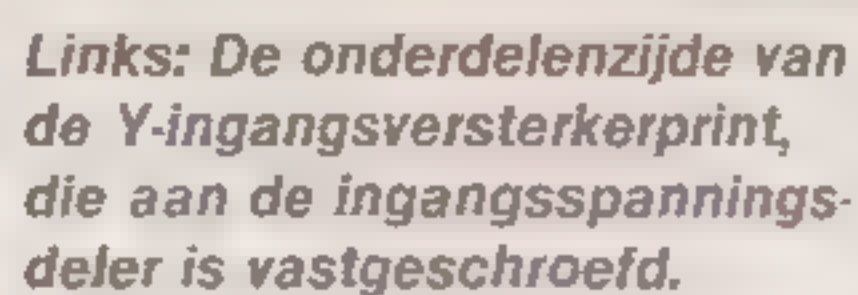 Links: De onderdelenzijde van
de Y-ingangsversterkerprint,
die aan de ingangsspannings-
deler is vastgeschroefd.